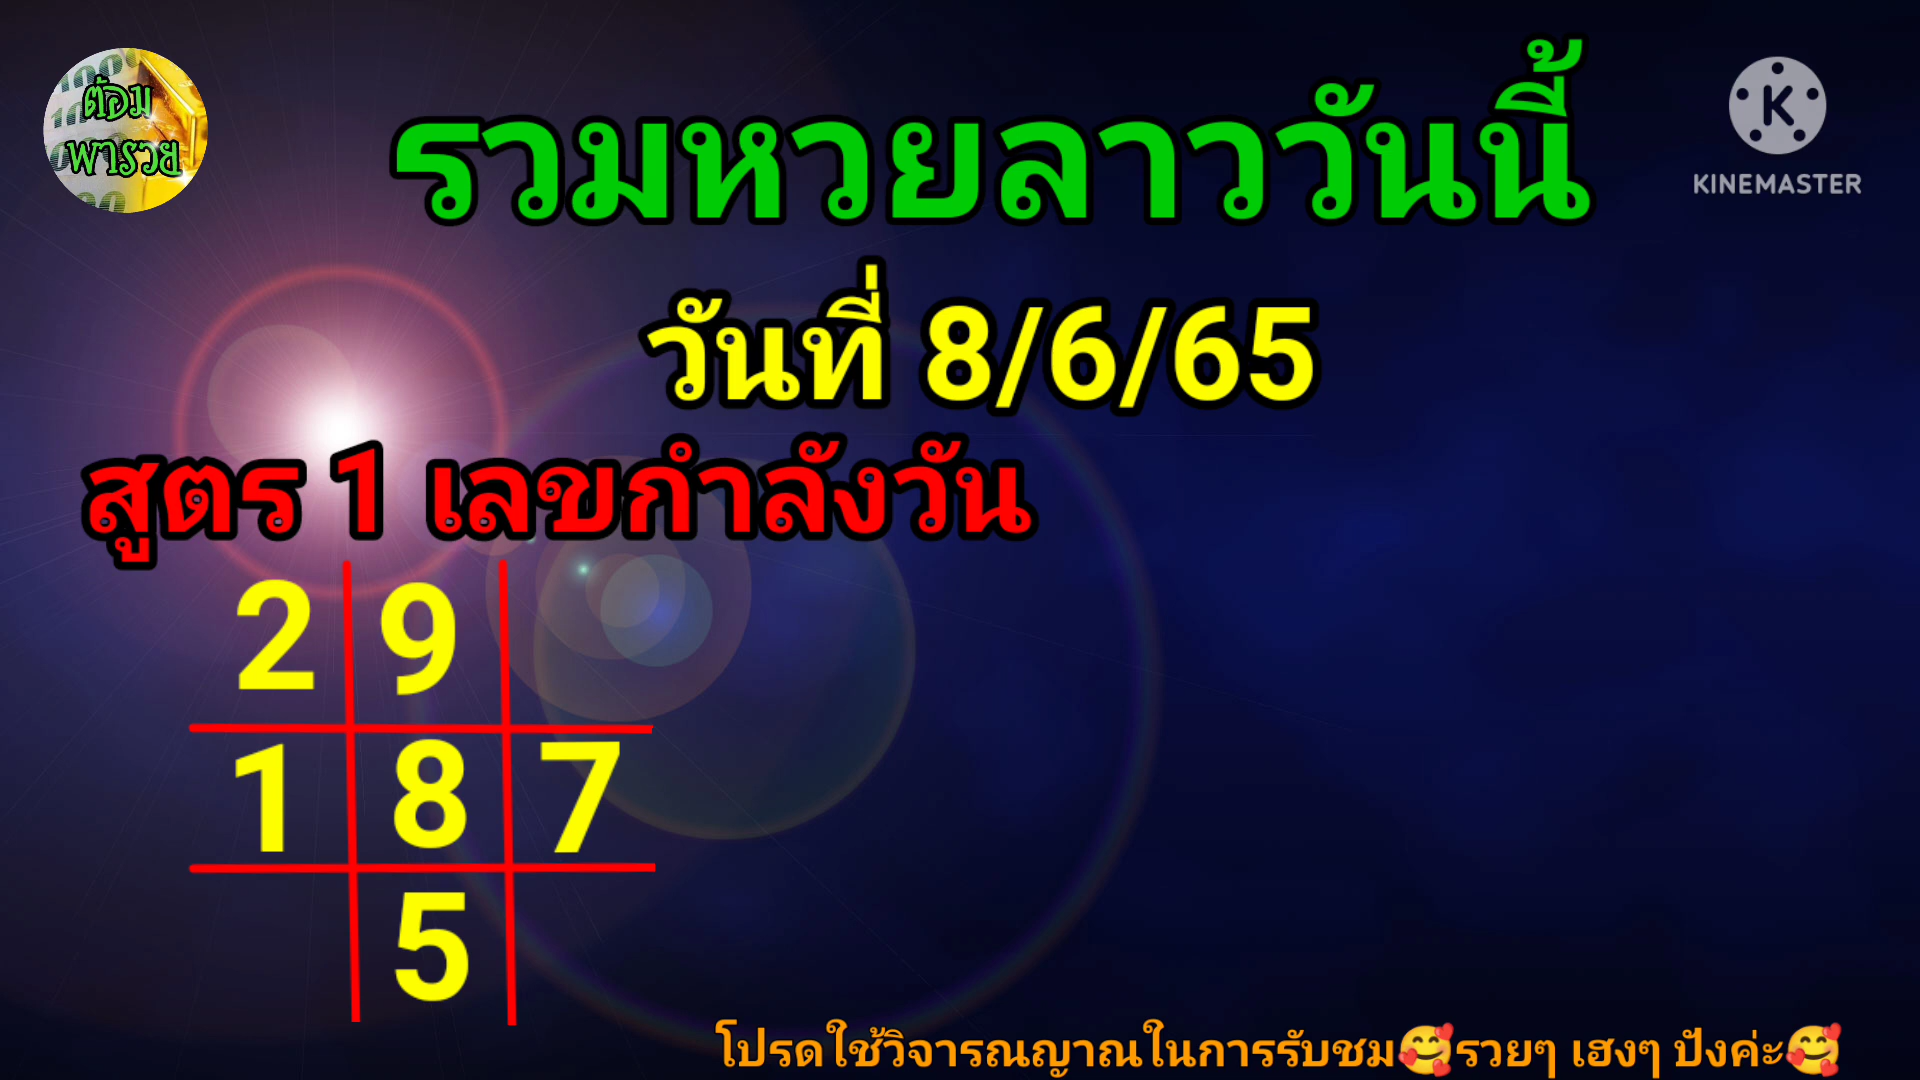 ต้อม
พารวย
รวมหวยลาววันนี้
KINEMASTER
วันที่ 8/6/65
สูตร 1 เลขกำลังวัน
2 9
1 8 7
5
โปรดใช้วิจารณญาณในการรับชม🥰รวยๆ เฮงๆ ปังค่ะ🥰